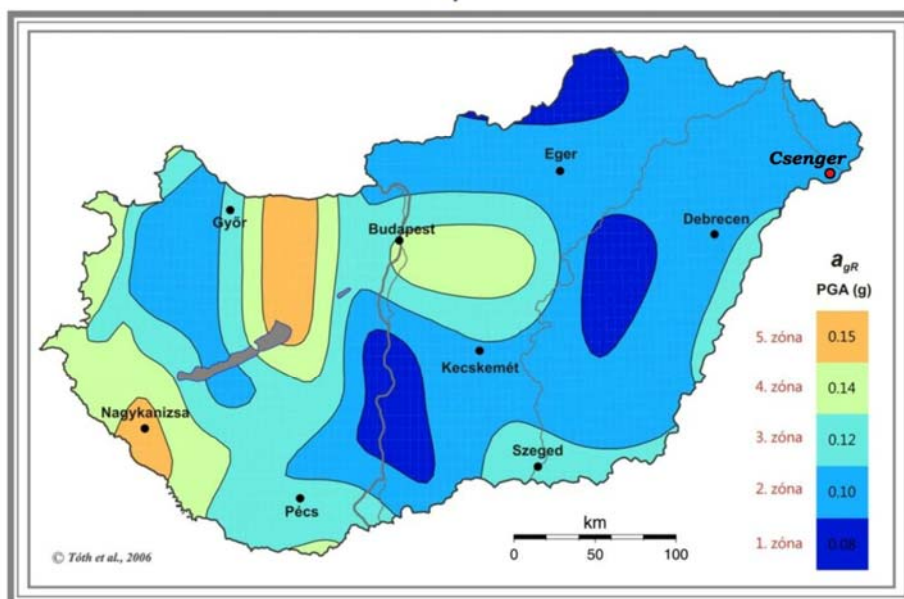 Eger
Csenger
Győr
Budapest
Debrecen
a_gR
PGA (g)
5. zóna 0.15
Kecskemét
4. zóna 0.14
Nagykanizsa
3. zóna 0.12
Szeged
2. zóna 0.10
Pécs
km
1. zóna 0.08
0 50 100
© Tóth et al., 2006